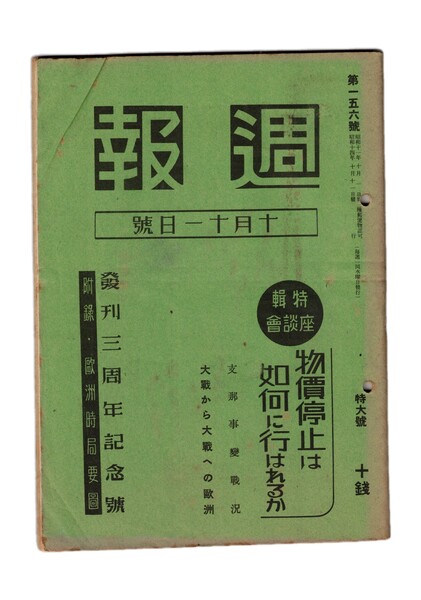 週報
十月十一日號
第一五六號
特大號
十錢
特輯
座談會
物價停止は
如何に行はれるか
支那事變戰況
大戰から大戰への歐洲
發刊三周年記念號
附錄・歐洲時局要圖